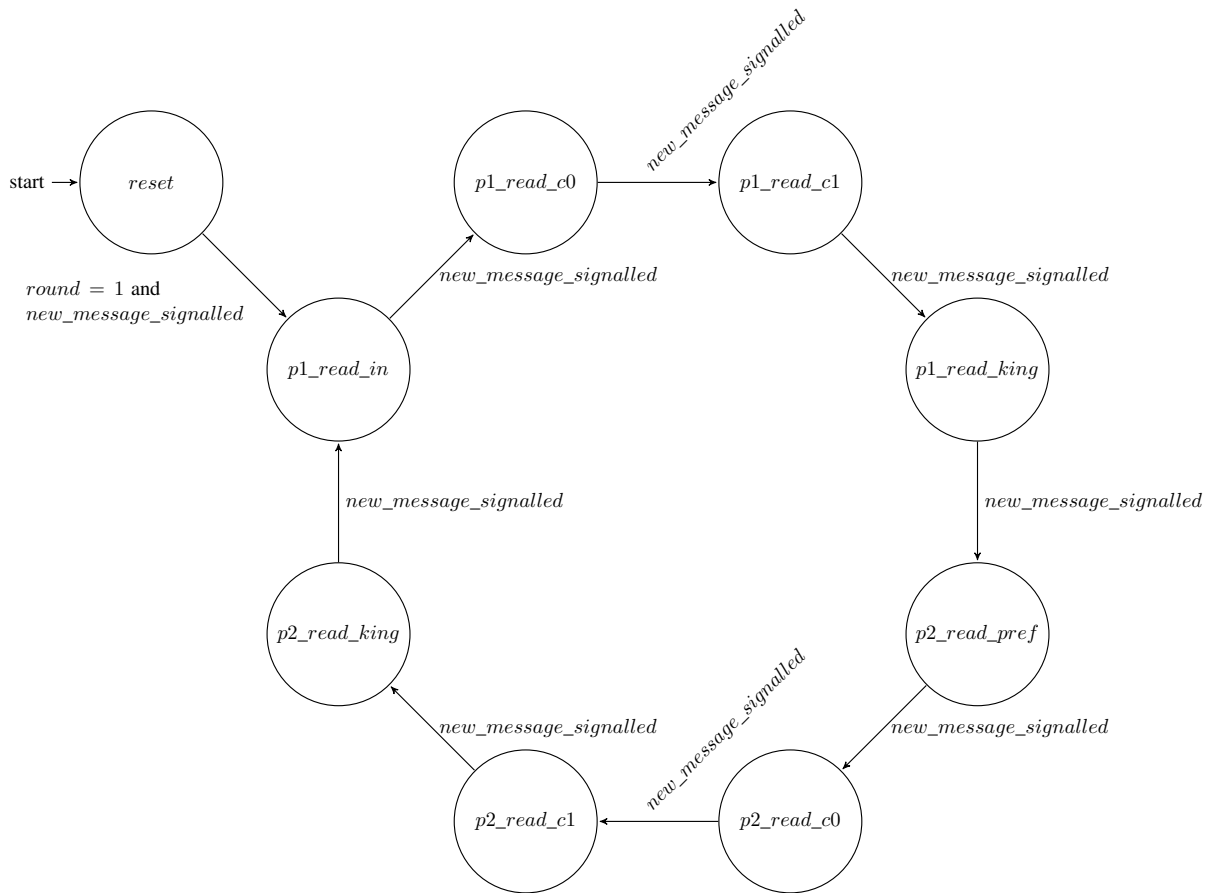 new_message_signalled
start
reset
p1_read_c0
p1_read_c1
round = 1 and
new_message_signalled
new_message_signalled
new_message_signalled
p1_read_in
p1_read_king
new_message_signalled
new_message_signalled
p2_read_king
p2_read_pref
new_message_signalled
new_message_signalled
new_message_signalled
p2_read_c1
p2_read_c0